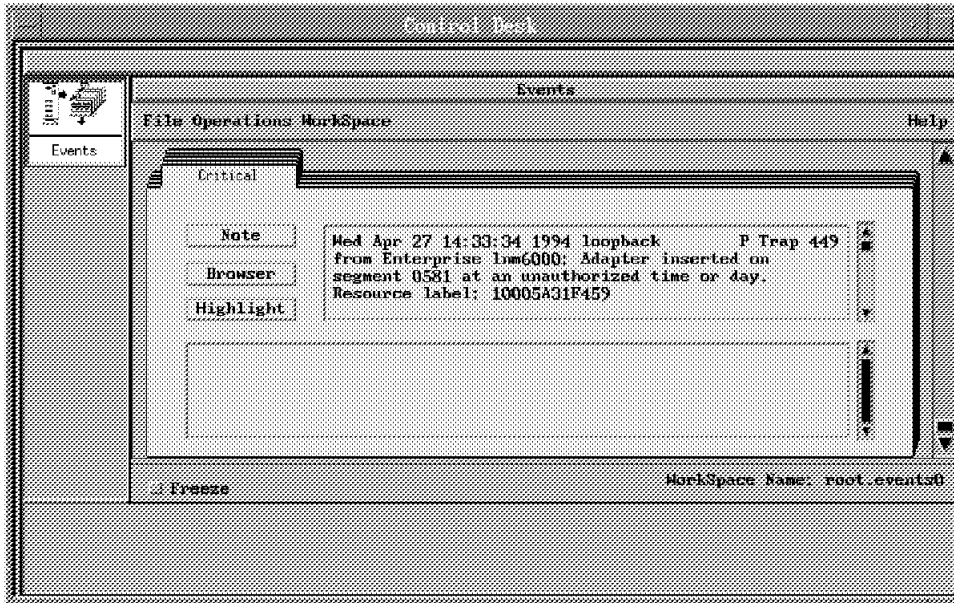 Control Desk
Events
Events
File Operations WorkSpace Help
Critical
Note
Browser
Highlight
Wed Apr 27 14:33:34 1994 loopback P Trap 449
from Enterprise lnm6000: Adapter inserted on
segment 0581 at an unauthorized time or day.
Resource label: 10005A31F459
Freeze
WorkSpace Name: root.events0